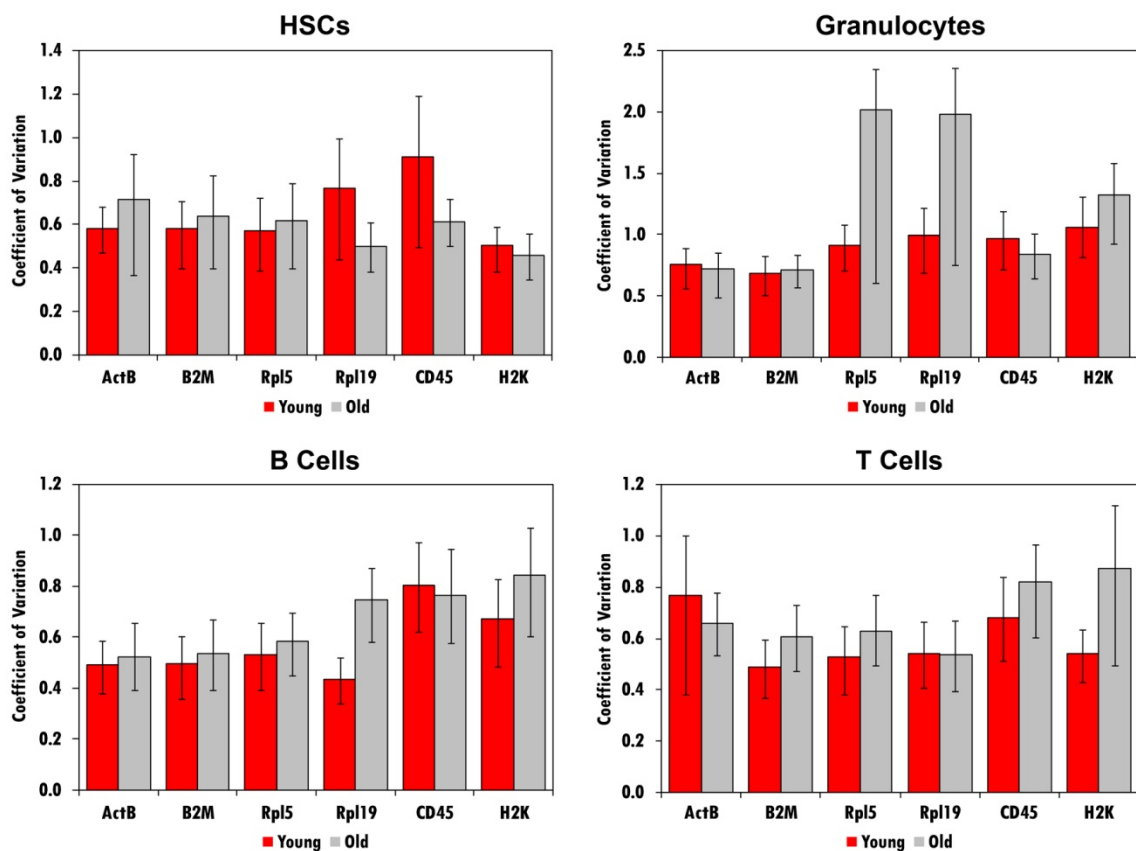 HSCs
Coefficient of Variation
1.4
1.2
1.0
0.8
0.6
0.4
0.2
0.0
ActB B2M Rpl5 Rpl19 CD45 H2K
Young Old
Granulocytes
Coefficient of Variation
2.5
2.0
1.5
1.0
0.5
0.0
ActB B2M Rpl5 Rpl19 CD45 H2K
Young Old
B Cells
Coefficient of Variation
1.2
1.0
0.8
0.6
0.4
0.2
0.0
ActB B2M Rpl5 Rpl19 CD45 H2K
Young Old
T Cells
Coefficient of Variation
1.2
1.0
0.8
0.6
0.4
0.2
0.0
ActB B2M Rpl5 Rpl19 CD45 H2K
Young Old